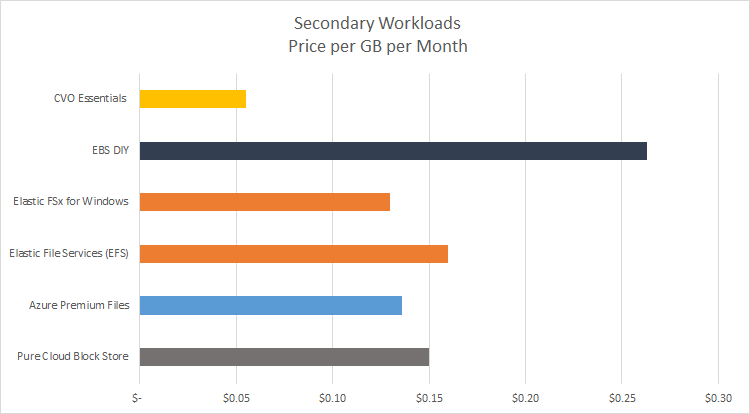 Secondary Workloads
Price per GB per Month
CVO Essentials
EBS DIY
Elastic FSx for Windows
Elastic File Services (EFS)
Azure Premium Files
Pure Cloud Block Store
$- $0.05 $0.10 $0.15 $0.20 $0.25 $0.30